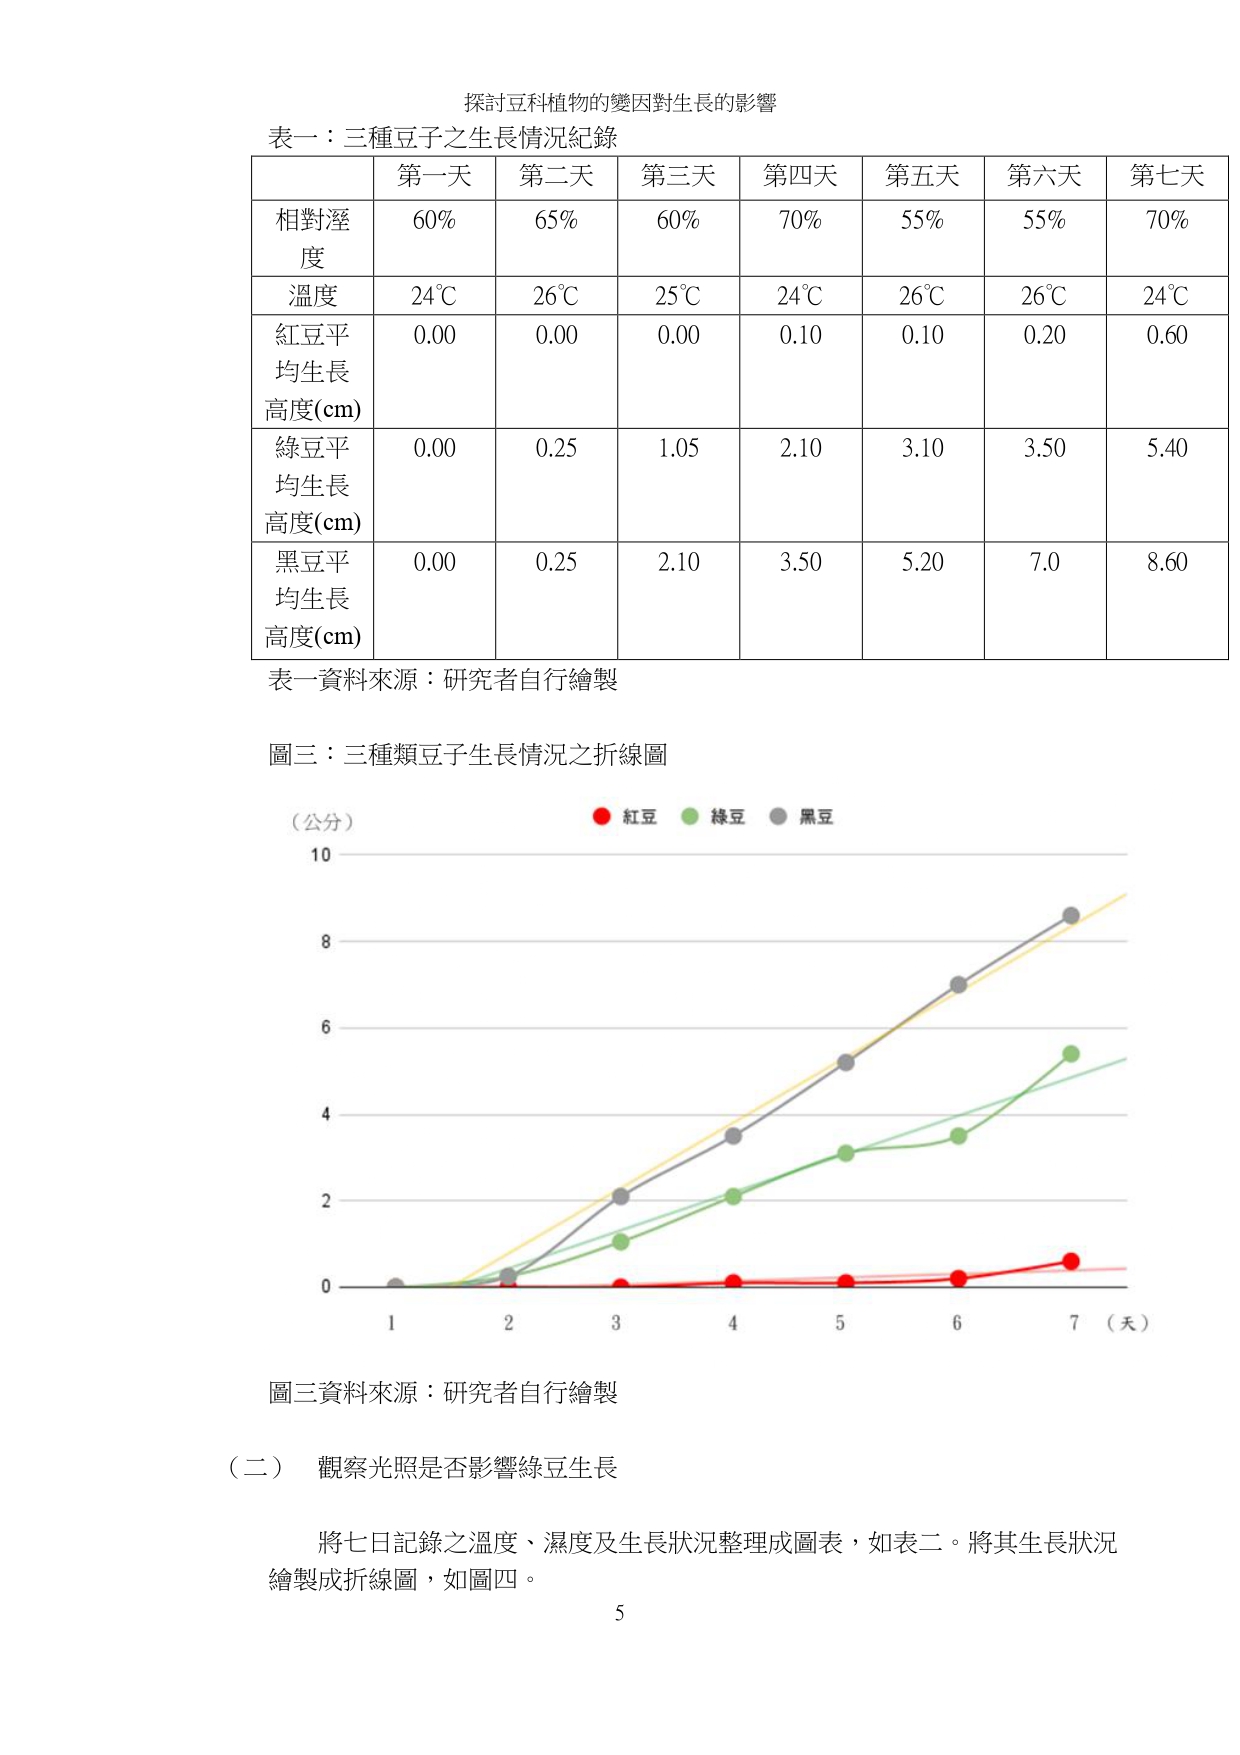 探討豆科植物的變因對生長的影響
表一：三種豆子之生長情況紀錄
第一天 第二天 第三天 第四天 第五天 第六天 第七天
相對溼 60% 65% 60% 70% 55% 55% 70%
度
溫度 24℃ 26℃ 25℃ 24℃ 26℃ 26℃ 24℃
紅豆平 0.00 0.00 0.00 0.10 0.10 0.20 0.60
均生長
高度(cm)
綠豆平 0.00 0.25 1.05 2.10 3.10 3.50 5.40
均生長
高度(cm)
黑豆平 0.00 0.25 2.10 3.50 5.20 7.0 8.60
均生長
高度(cm)
表一資料來源：研究者自行繪製
圖三：三種類豆子生長情況之折線圖
（公分） 紅豆 綠豆 黑豆
10
8
6
4
2
0
1 2 3 4 5 6 7 （天）
圖三資料來源：研究者自行繪製
（二） 觀察光照是否影響綠豆生長
將七日記錄之溫度、濕度及生長狀況整理成圖表，如表二。將其生長狀況
繪製成折線圖，如圖四。
5